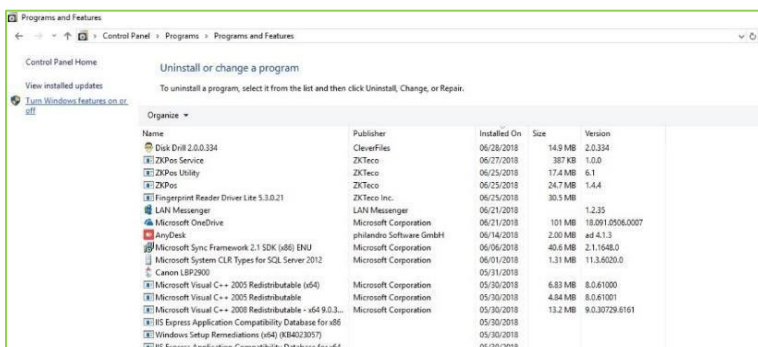 Programs and Features
Control Panel > Programs > Programs and Features
Control Panel Home
View installed updates
Turn Windows features on or
off
Uninstall or change a program
To uninstall a program, select it from the list and then click Uninstall, Change, or Repair.
Organize
Name Publisher Installed On Size Version
Disk Drill 2.0.0.334 CleverFiles 06/28/2018 14.9 MB 2.0.334
ZKPos Service ZKTeco 06/27/2018 387 KB 1.0.0
ZKPos Utility ZKTeco 06/25/2018 17.4 MB 6.1
ZKPos ZKTeco 06/25/2018 24.7 MB 1.4.4
Fingerprint Reader Driver Lite 5.3.0.21 ZKTeco Inc. 06/25/2018 30.5 MB
LAN Messenger LAN Messenger 06/21/2018 1.2.35
Microsoft OneDrive Microsoft Corporation 06/21/2018 101 MB 18.091.0506.0007
AnyDesk philandro Software GmbH 06/14/2018 2.00 MB ad 4.1.3
Microsoft Sync Framework 2.1 SDK (x86) ENU Microsoft Corporation 06/06/2018 40.6 MB 2.1.1648.0
Microsoft System CLR Types for SQL Server 2012 Microsoft Corporation 06/01/2018 1.31 MB 11.3.6020.0
Canon LBP2900 05/31/2018
Microsoft Visual C++ 2005 Redistributable (x64) Microsoft Corporation 05/30/2018 6.83 MB 8.0.61000
Microsoft Visual C++ 2005 Redistributable Microsoft Corporation 05/30/2018 4.84 MB 8.0.61001
Microsoft Visual C++ 2008 Redistributable - x64 9.0.3... Microsoft Corporation 05/30/2018 13.2 MB 9.0.30729.6161
IIS Express Application Compatibility Database for x86 05/30/2018
Windows Setup Remediations (x64) (KB4023057) 05/30/2018
IIS Express Application Compatibility Database for x64 05/30/2018